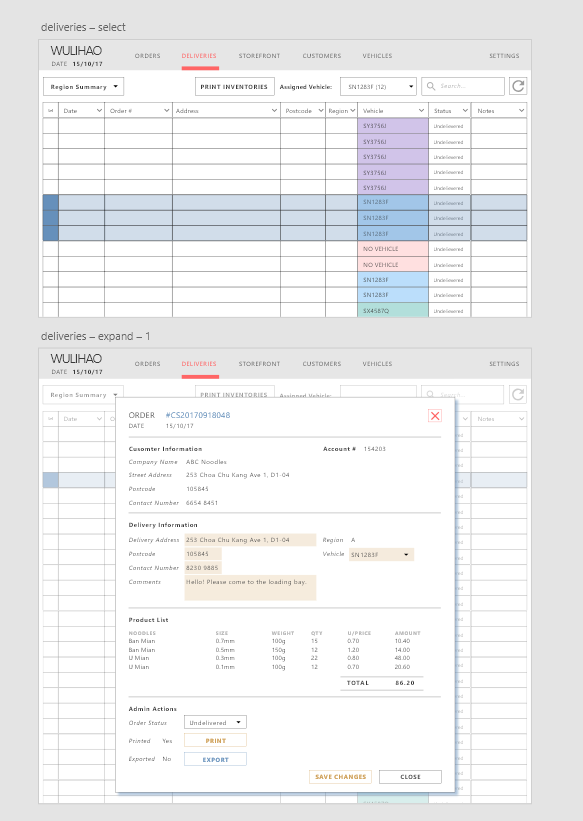 deliveries – select
WULIHAO
DATE 15/10/17
ORDERS DELIVERIES STOREFRONT CUSTOMERS VEHICLES SETTINGS
Region Summary PRINT INVENTORIES Assigned Vehicle: SN1283F (12) Search...
Date Order # Address Postcode Region Vehicle Status Notes
SY3756J Undelivered
SY3756J Undelivered
SY3756J Undelivered
SY3756J Undelivered
SY3756J Undelivered
SN1283F Undelivered
SN1283F Undelivered
SN1283F Undelivered
NO VEHICLE Undelivered
NO VEHICLE Undelivered
SN1283F Undelivered
SN1283F Undelivered
SX4587Q Undelivered
deliveries – expand – 1
WULIHAO
DATE 15/10/17
ORDERS DELIVERIES STOREFRONT CUSTOMERS VEHICLES SETTINGS
Region Summary PRINT INVENTORIES Assigned Vehicle: Search...
Date Notes
ORDER #CS20170918048
DATE 15/10/17
Cusomter Information Account # 154203
Company Name ABC Noodles
Street Address 253 Choa Chu Kang Ave 1, D1-04
Postcode 105845
Contact Number 6654 8451
Delivery Information
Delivery Address 253 Choa Chu Kang Ave 1, D1-04 Region A
Postcode 105845 Vehicle SN1283F
Contact Number 8230 9885
Comments Hello! Please come to the loading bay.
Product List
NOODLES SIZE WEIGHT QTY U/PRICE AMOUNT
Ban Mian 0.7mm 100g 15 0.70 10.40
Ban Mian 0.5mm 150g 12 1.20 14.00
U Mian 0.3mm 100g 22 0.80 48.00
U Mian 0.1mm 100g 12 0.70 20.60
TOTAL 86.20
Admin Actions
Order Status Undelivered
Printed Yes PRINT
Exported No EXPORT
SAVE CHANGES CLOSE